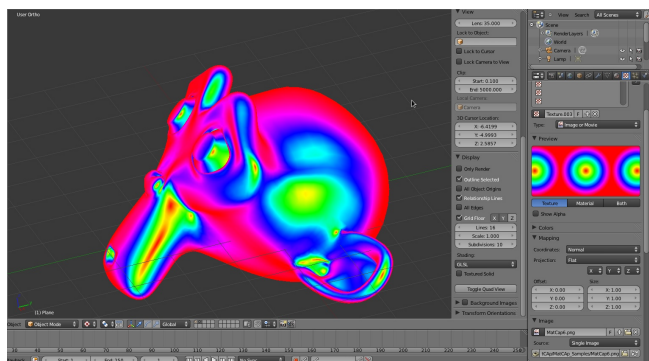 User Ortho
(1) Plane
Object
Object Mode
Global
No Sync
View
Lens: 35.000
Lock to Object:
Lock to Cursor
Lock Camera to View
Clip:
Start: 0.100
End: 5000.000
Local Camera:
Camera
3D Cursor Location:
X: -6.4199
Y: -4.9993
Z: 2.5857
Display
Only Render
Outline Selected
All Object Origins
Relationship Lines
All Edges
Grid Floor X Y Z
Lines: 16
Scale: 1.000
Subdivisions: 10
Shading:
GLSL
Textured Solid
Toggle Quad View
Background Images
Transform Orientations
View Search All Scenes
Scene
RenderLayers
World
Camera
Lamp
Texture.003 F
Type: Image or Movie
Preview
Texture Material Both
Show Alpha
Colors
Mapping
Coordinates: Normal
Projection: Flat
X Y Z
Offset: Size:
X: 0.00 X: 1.00
Y: 0.00 Y: 1.00
Z: 0.00 Z: 1.00
Image
MatCap6.png F
Source: Single Image